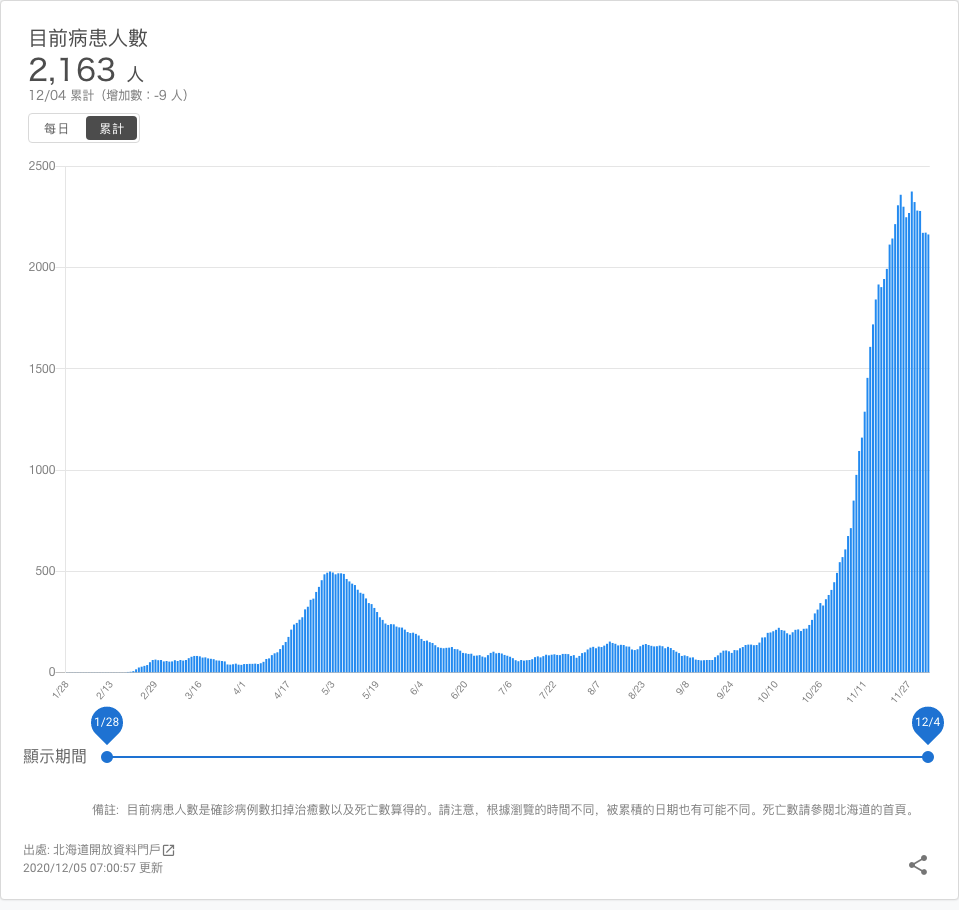 目前病患人數
2,163 人
12/04 累計（增加數：-9 人）
每日 累計
2500
2000
1500
1000
500
0
1/28 2/13 2/29 3/16 4/1 4/17 5/3 5/19 6/4 6/20 7/6 7/22 8/7 8/23 9/8 9/24 10/10 10/26 11/11 11/27
1/28 12/4
顯示期間
備註: 目前病患人數是確診病例數扣掉治癒數以及死亡數算得的。請注意，根據瀏覽的時間不同，被累積的日期也有可能不同。死亡數請參閱北海道的首頁。
出處: 北海道開放資料門戶
2020/12/05 07:00:57 更新